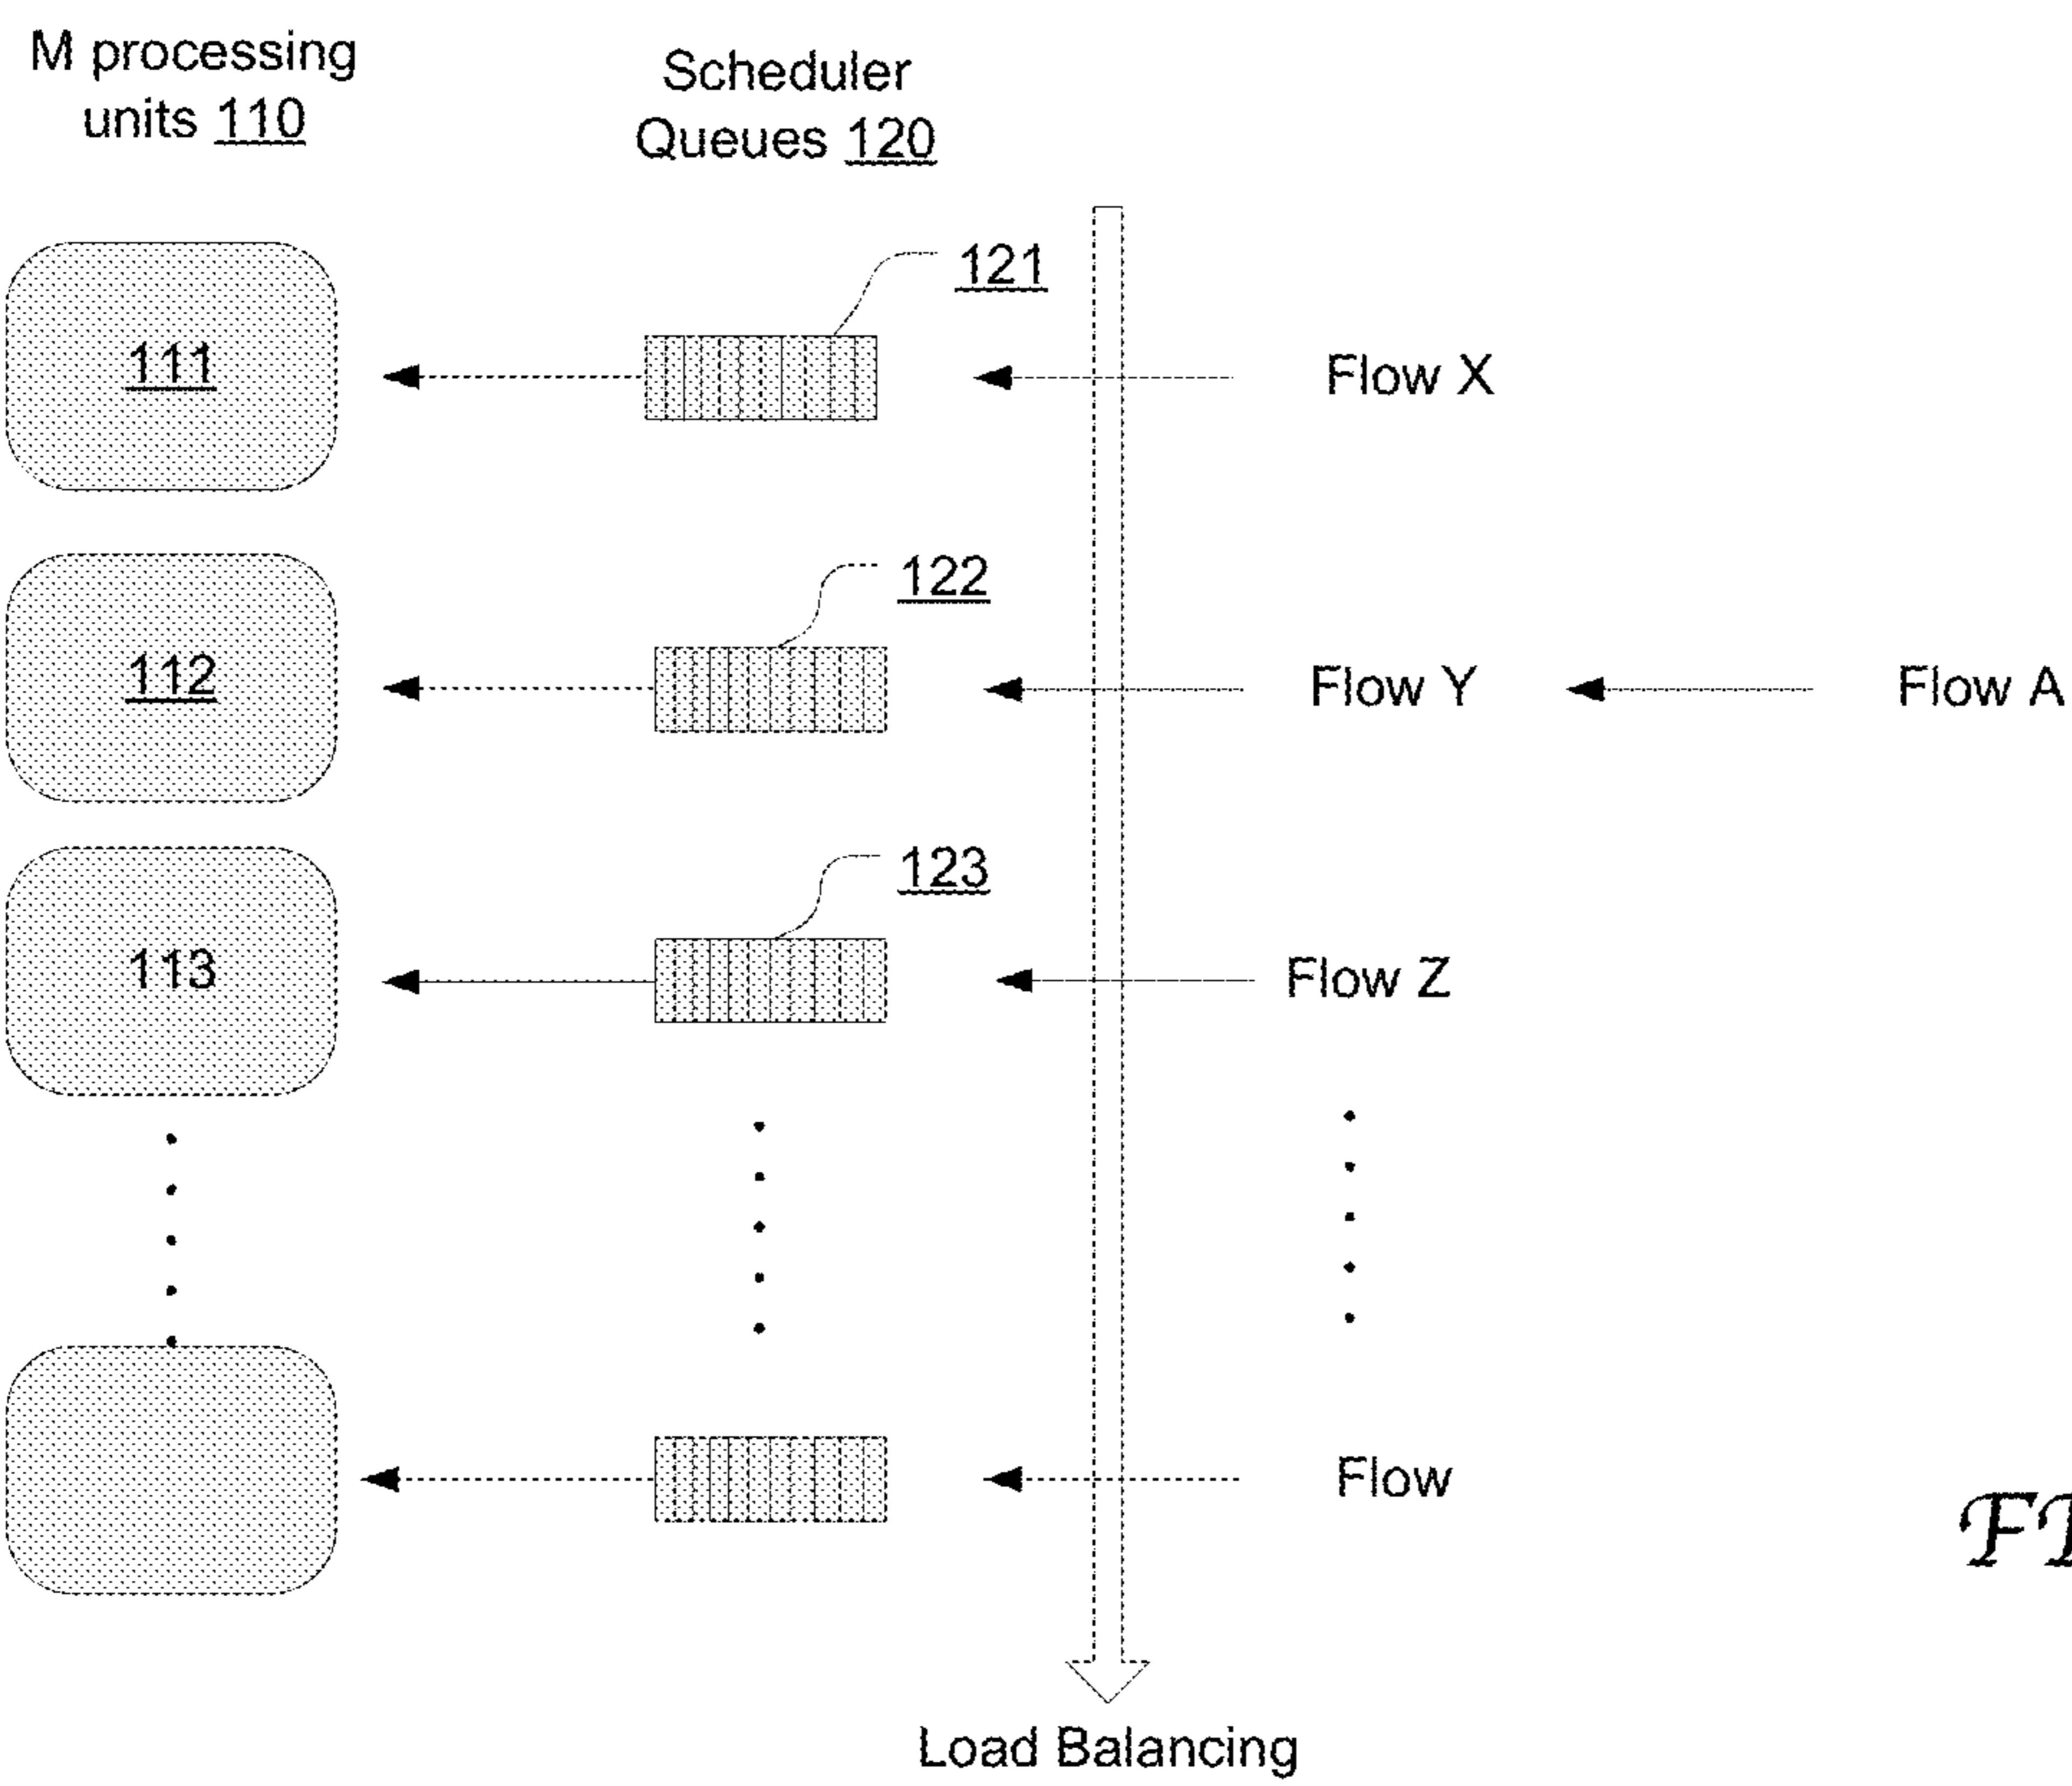 M processing
units 110
Scheduler
Queues 120
121
111
Flow X
122
112
Flow Y
Flow A
123
113
Flow Z
Flow
Load Balancing